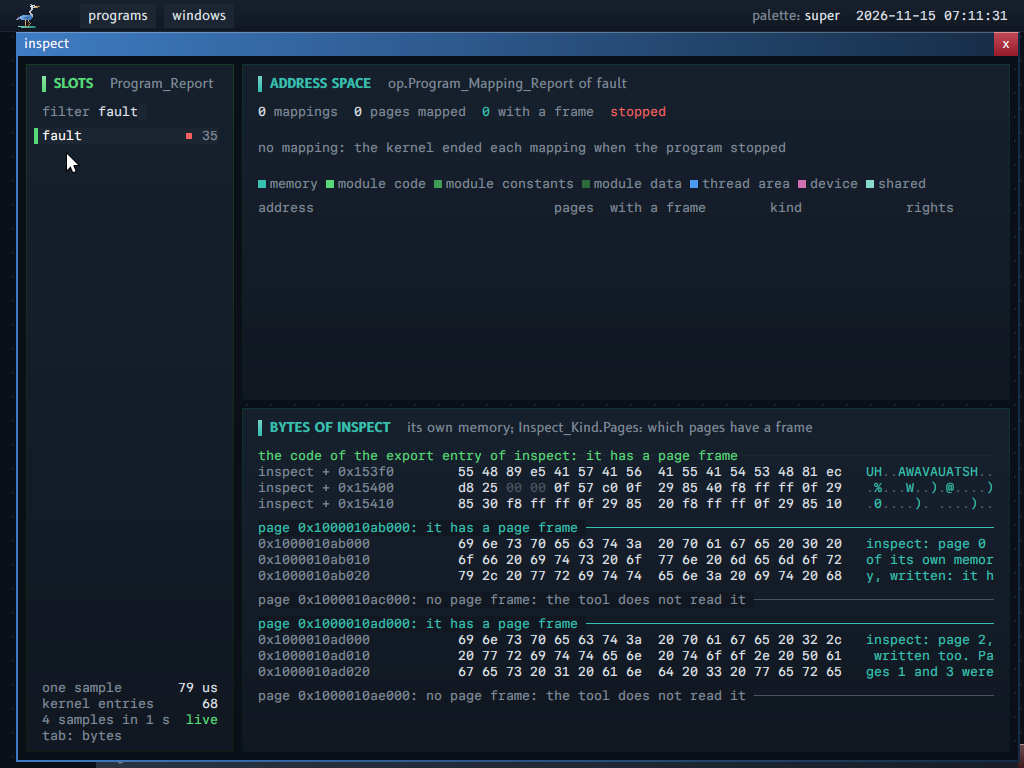 programs windows palette: super 2026-11-15 07:11:31
inspect x
SLOTS Program_Report
filter fault
fault 35
one sample 79 us
kernel entries 68
4 samples in 1 s live
tab: bytes
ADDRESS SPACE op.Program_Mapping_Report of fault
0 mappings 0 pages mapped 0 with a frame stopped
no mapping: the kernel ended each mapping when the program stopped
memory module code module constants module data thread area device shared
address pages with a frame kind rights
BYTES OF INSPECT its own memory; Inspect_Kind.Pages: which pages have a frame
the code of the export entry of inspect: it has a page frame
inspect + 0x153f0 55 48 89 e5 41 57 41 56 41 55 41 54 53 48 81 ec UH..AWAVAUATSH..
inspect + 0x15400 d8 25 00 00 0f 57 c0 0f 29 85 40 f8 ff ff 0f 29 .%...W..).@....)
inspect + 0x15410 85 30 f8 ff ff 0f 29 85 20 f8 ff ff 0f 29 85 10 .0....). ....)..
page 0x1000010ab000: it has a page frame
0x1000010ab000 69 6e 73 70 65 63 74 3a 20 70 61 67 65 20 30 20 inspect: page 0
0x1000010ab010 6f 66 20 69 74 73 20 6f 77 6e 20 6d 65 6d 6f 72 of its own memor
0x1000010ab020 79 2c 20 77 72 69 74 74 65 6e 3a 20 69 74 20 68 y, written: it h
page 0x1000010ac000: no page frame: the tool does not read it
page 0x1000010ad000: it has a page frame
0x1000010ad000 69 6e 73 70 65 63 74 3a 20 70 61 67 65 20 32 2c inspect: page 2,
0x1000010ad010 20 77 72 69 74 74 65 6e 20 74 6f 6f 2e 20 50 61 written too. Pa
0x1000010ad020 67 65 73 20 31 20 61 6e 64 20 33 20 77 65 72 65 ges 1 and 3 were
page 0x1000010ae000: no page frame: the tool does not read it